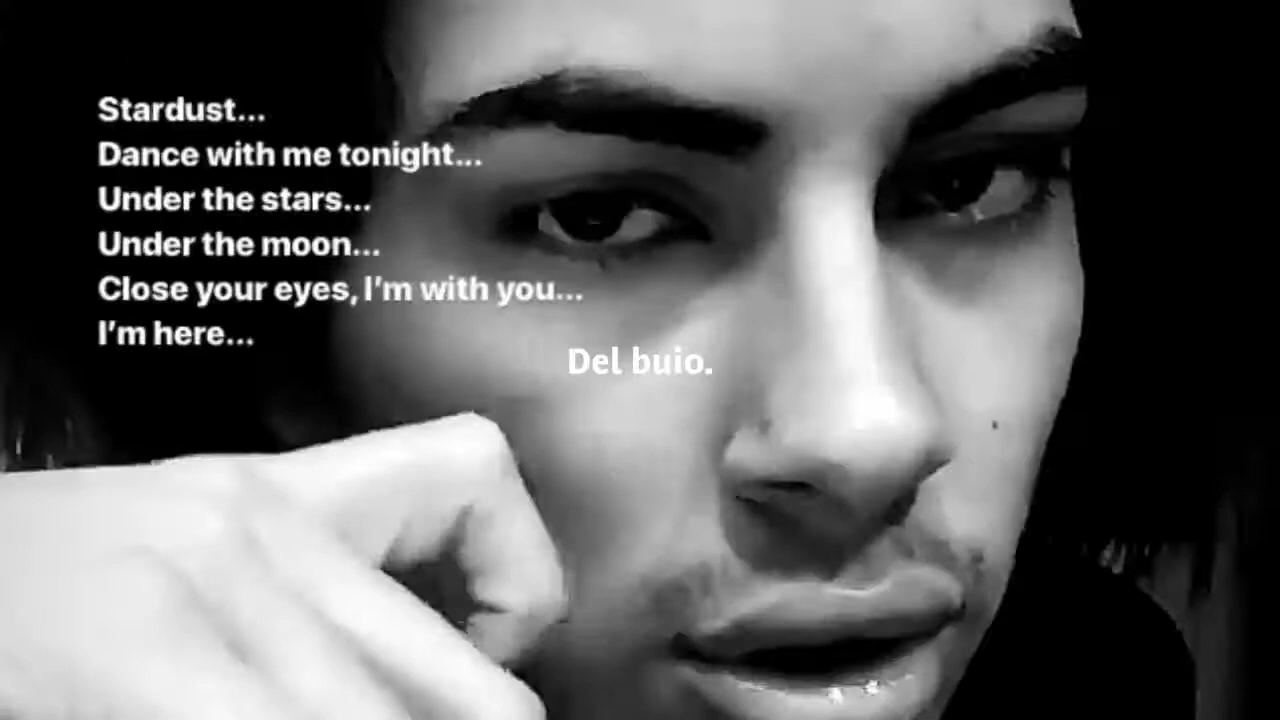 Stardust...
Dance with me tonight...
Under the stars...
Under the moon...
Close your eyes, I'm with you...
I'm here...
Del buio.